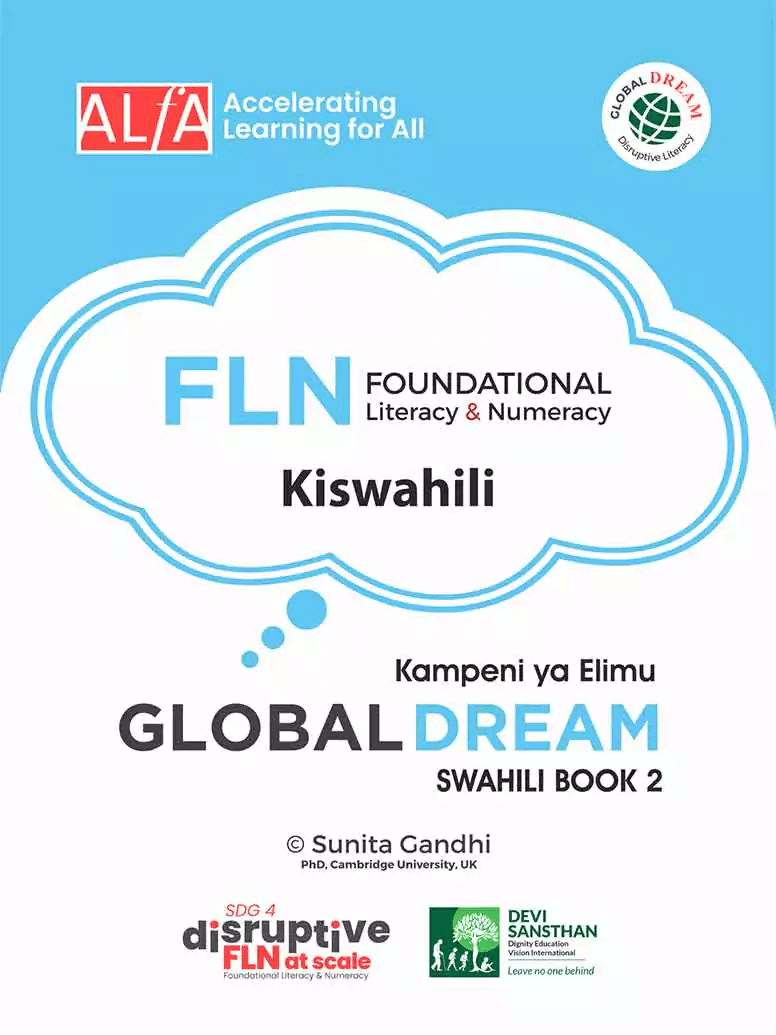 ALfA
Accelerating
Learning for All
GLOBAL DREAM
Disruptive Literacy
FLN
FOUNDATIONAL
Literacy & Numeracy
Kiswahili
Kampeni ya Elimu
GLOBAL DREAM
SWAHILI BOOK 2
© Sunita Gandhi
PhD, Cambridge University, UK
SDG 4
disruptive
FLN at scale
Foundational Literacy & Numeracy
DEVI
SANSTHAN
Dignity Education
Vision International
Leave no one behind